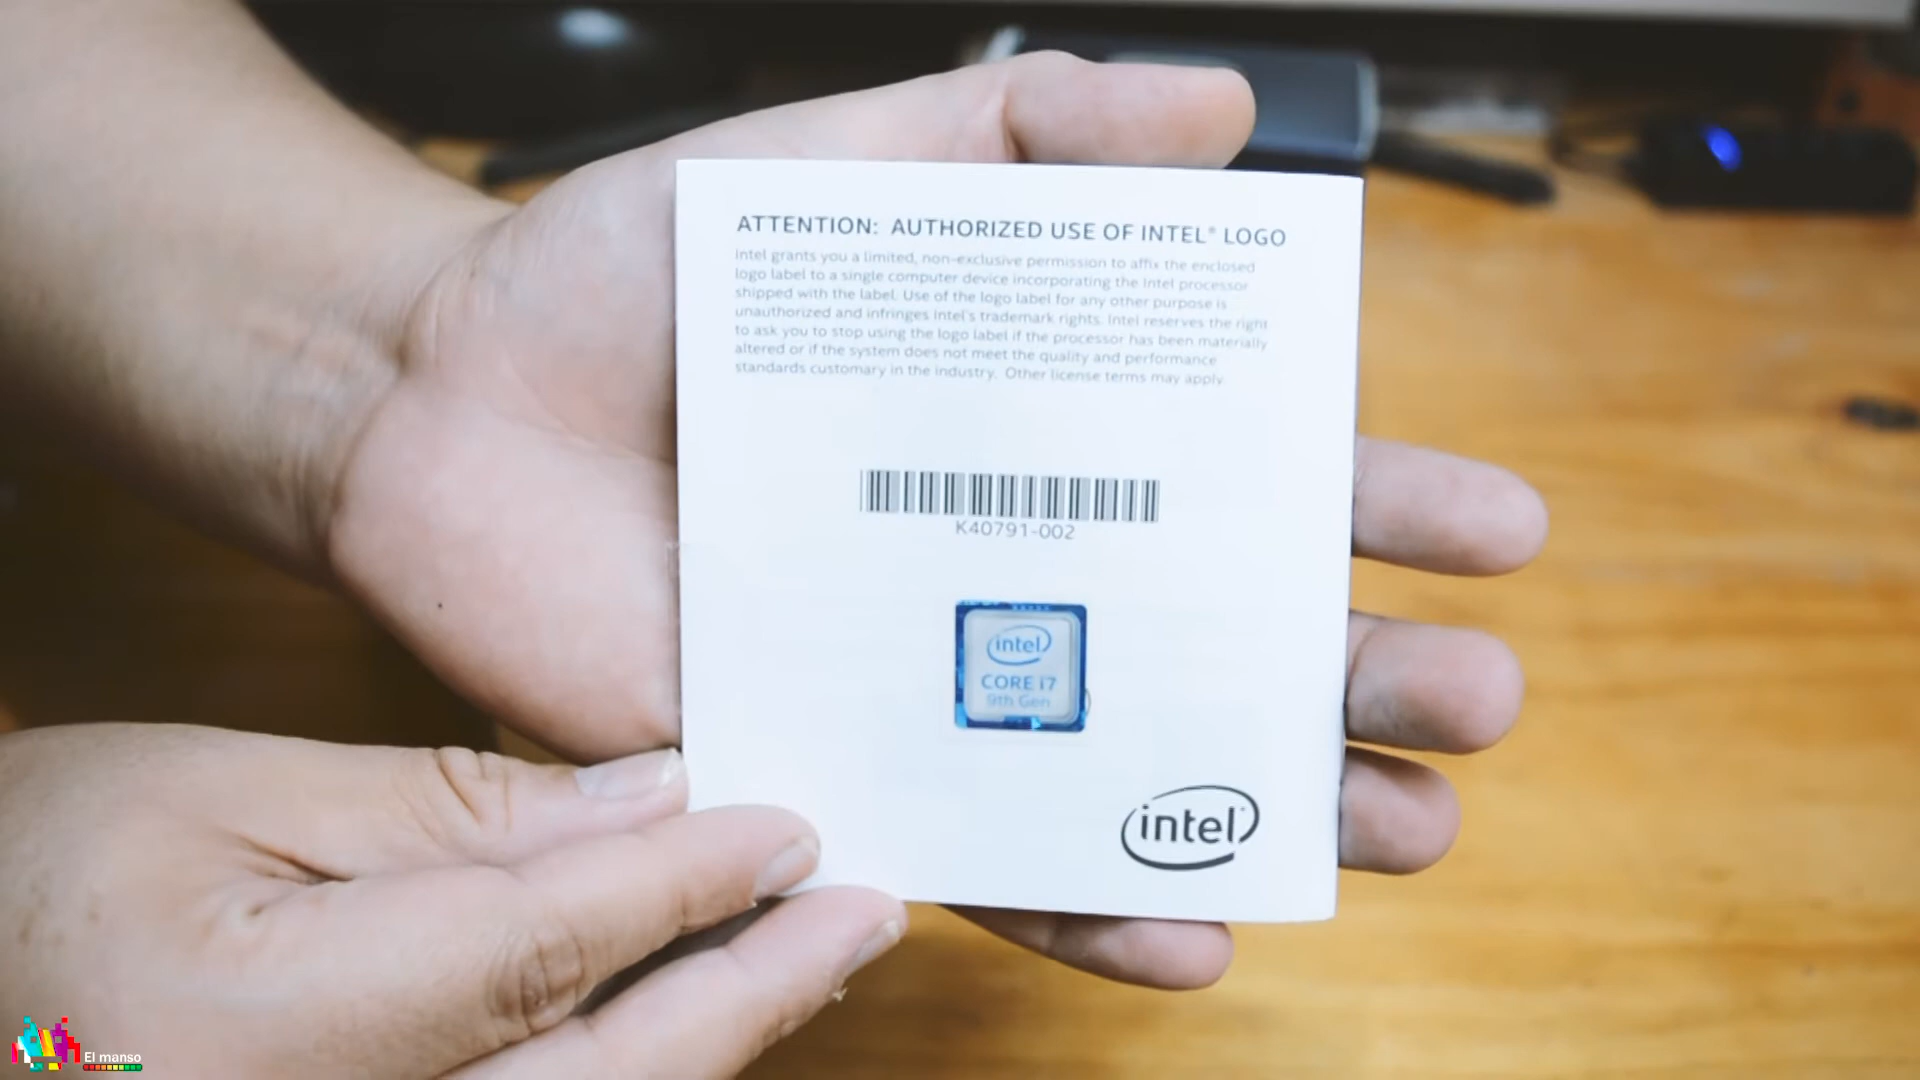 ATTENTION: AUTHORIZED USE OF INTEL® LOGO
Intel grants you a limited, non-exclusive permission to affix the enclosed
logo label to a single computer device incorporating the Intel processor
shipped with the label. Use of the logo label for any other purpose is
unauthorized and infringes Intel's trademark rights. Intel reserves the right
to ask you to stop using the logo label if the processor has been materially
altered or if the system does not meet the quality and performance
standards customary in the industry. Other license terms may apply.
K40791-002
intel
CORE i7
9th Gen
intel®
El manso